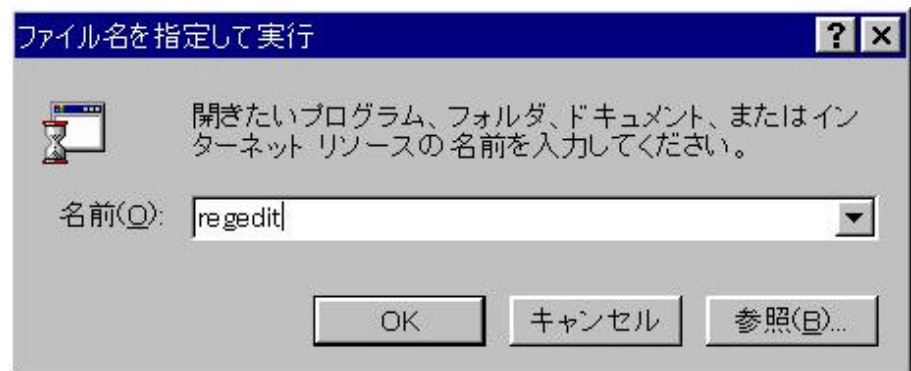 ファイル名を指定して実行
開きたいプログラム、フォルダ、ドキュメント、またはイン
ターネット リソースの名前を入力してください。
名前(O): regedit
OK キャンセル 参照(B)...